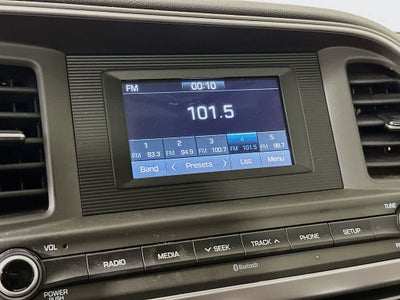 FM 00:10
101.5
1 2 3 4 5
FM 93.3 FM 94.9 FM 100.7 FM 101.5 FM 98.7
Band < Presets > List Menu
VOL RADIO MEDIA ∨ SEEK TRACK ∧ PHONE SETUP TUNE
POWER PUSH Bluetooth